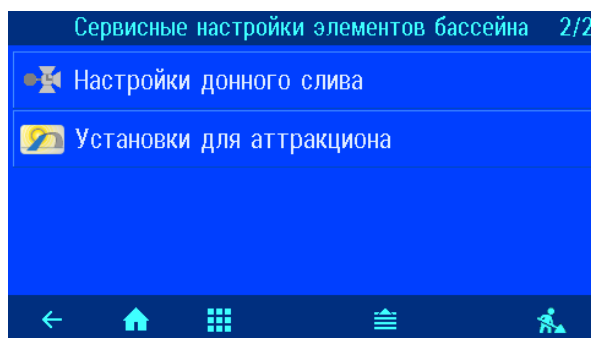 Сервисные настройки элементов бассейна 2/2
Настройки донного слива
Установки для аттракциона